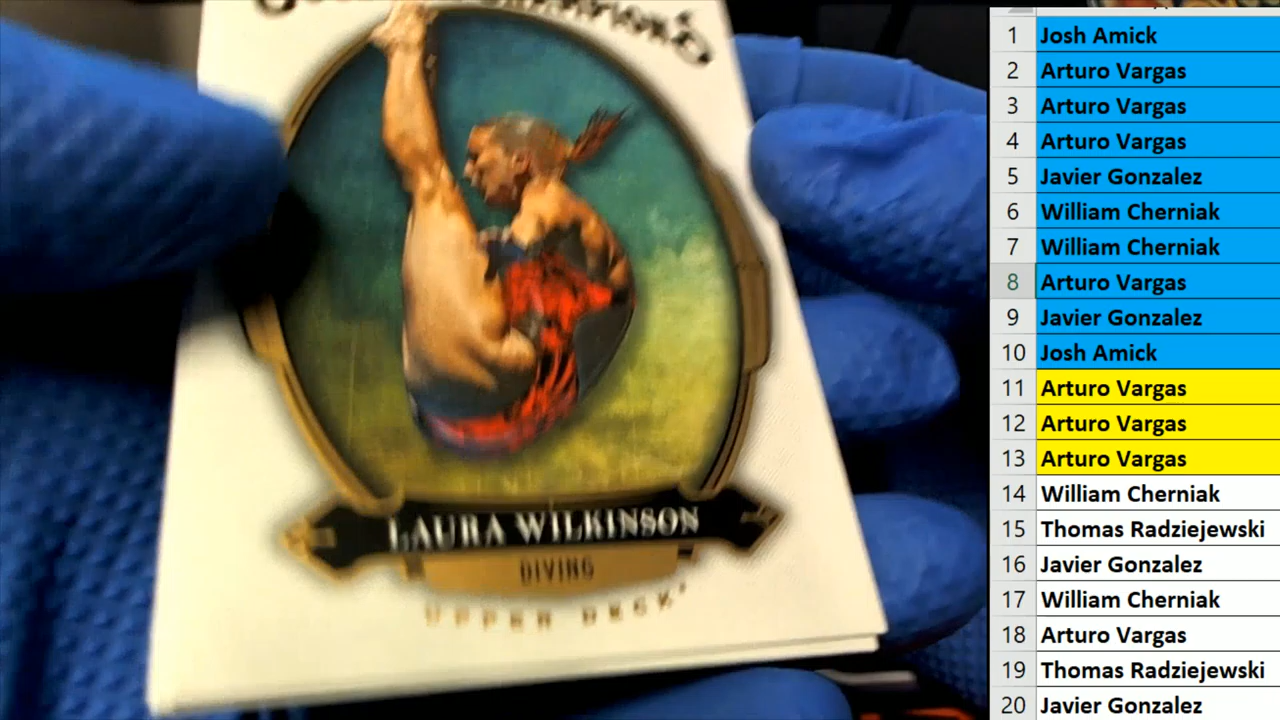 LAURA WILKINSON
DIVING
UPPER DECK
1 Josh Amick
2 Arturo Vargas
3 Arturo Vargas
4 Arturo Vargas
5 Javier Gonzalez
6 William Cherniak
7 William Cherniak
8 Arturo Vargas
9 Javier Gonzalez
10 Josh Amick
11 Arturo Vargas
12 Arturo Vargas
13 Arturo Vargas
14 William Cherniak
15 Thomas Radziejewski
16 Javier Gonzalez
17 William Cherniak
18 Arturo Vargas
19 Thomas Radziejewski
20 Javier Gonzalez